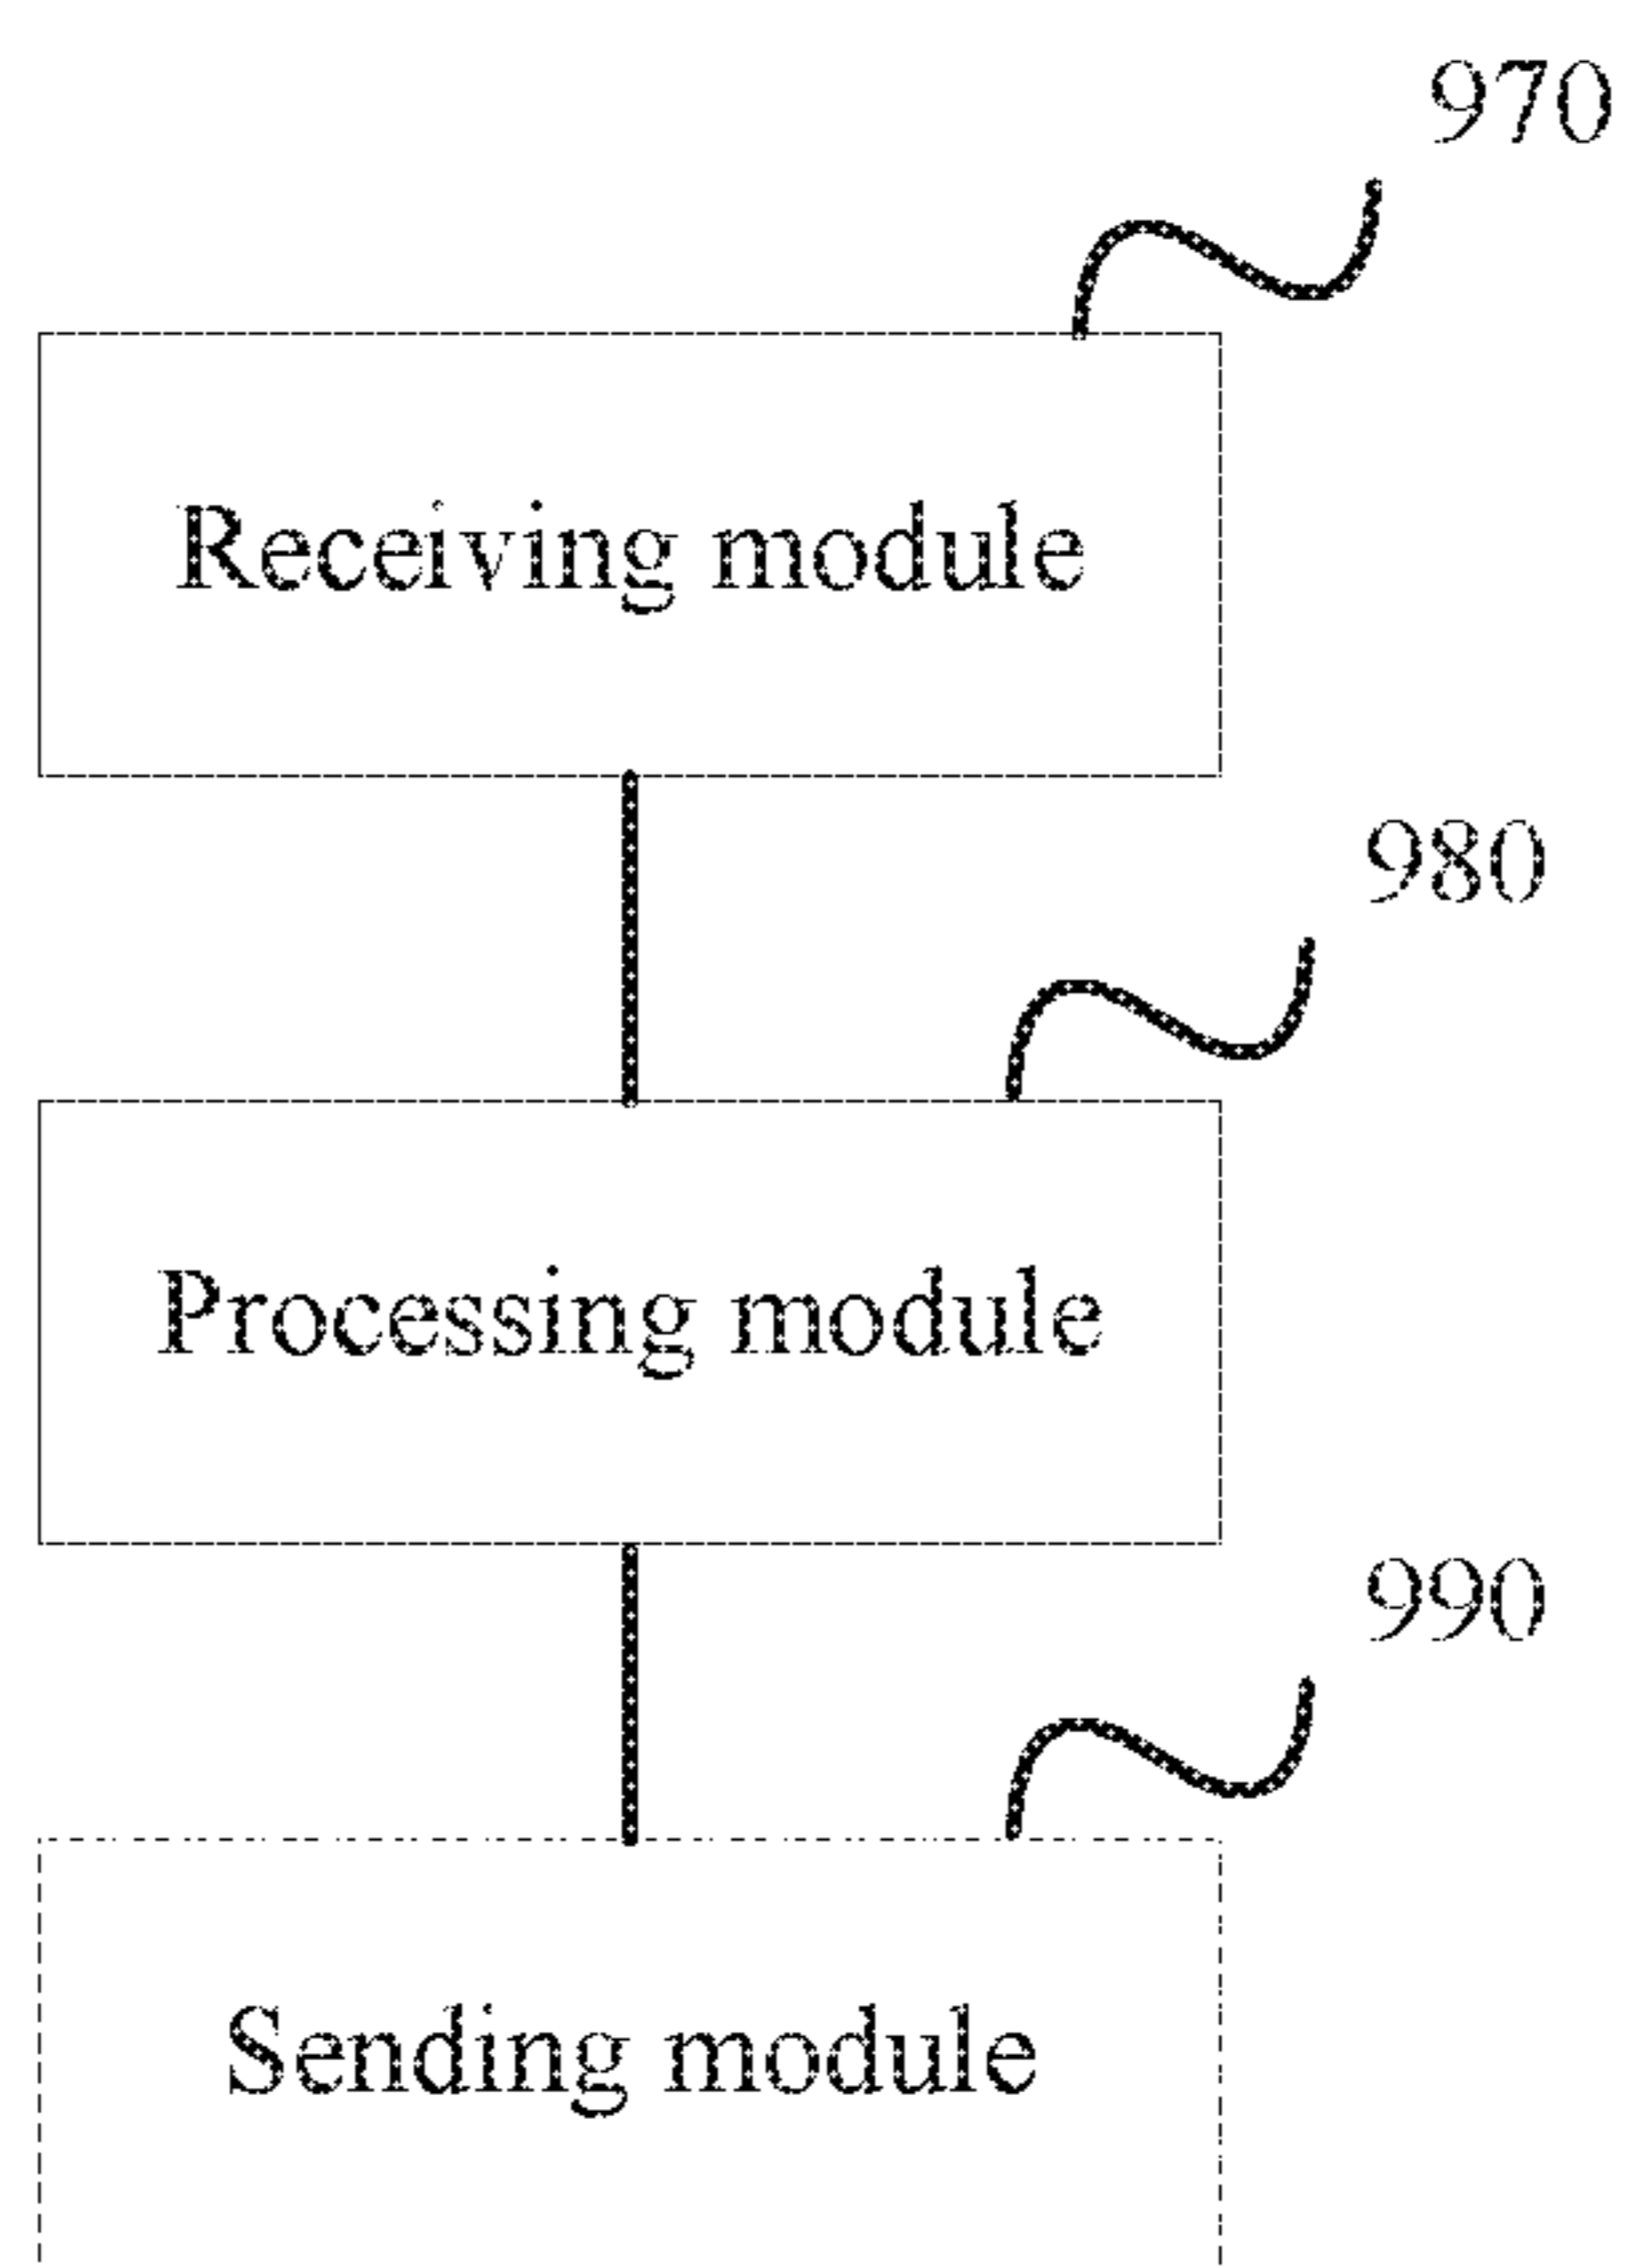 970
Receiving module
980
Processing module
990
Sending module